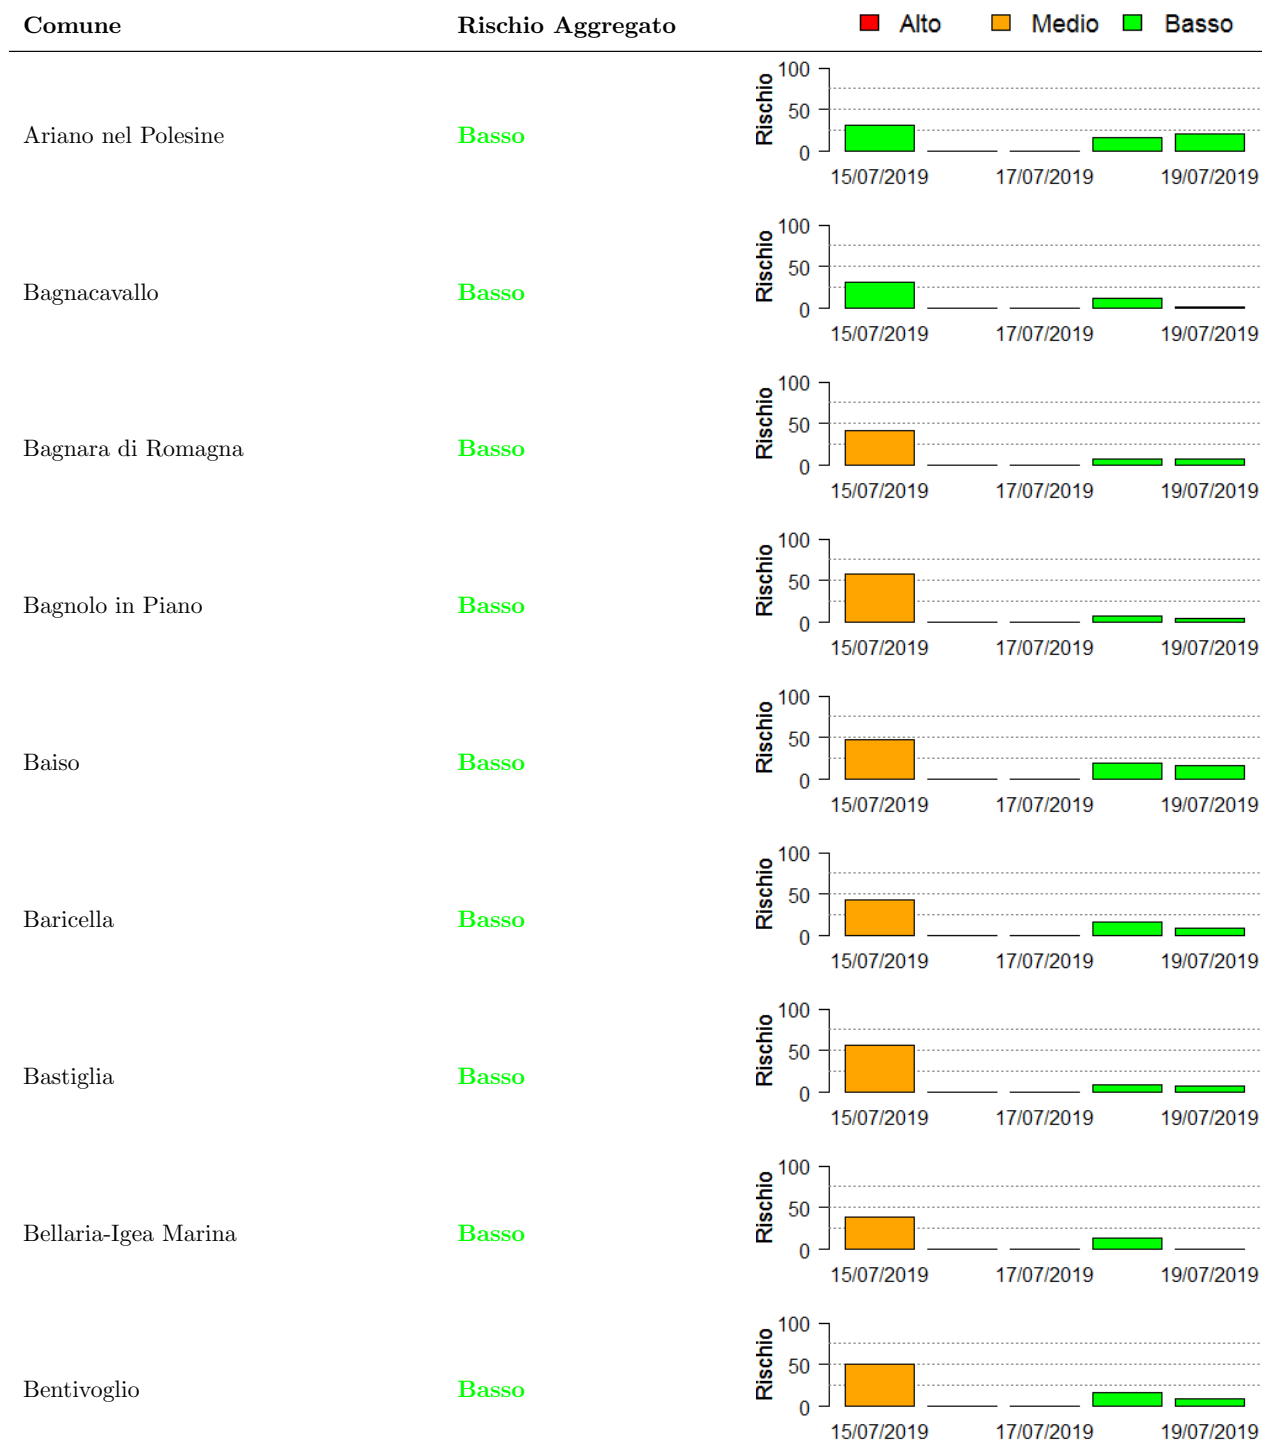 Comune Rischio Aggregato Alto Medio Basso
100
50
0
Rischio
Ariano nel Polesine Basso
15/07/2019 17/07/2019 19/07/2019
100
50
0
Rischio
Bagnacavallo Basso
15/07/2019 17/07/2019 19/07/2019
100
50
0
Rischio
Bagnara di Romagna Basso
15/07/2019 17/07/2019 19/07/2019
100
50
0
Rischio
Bagnolo in Piano Basso
15/07/2019 17/07/2019 19/07/2019
100
50
0
Rischio
Baiso Basso
15/07/2019 17/07/2019 19/07/2019
100
50
0
Rischio
Baricella Basso
15/07/2019 17/07/2019 19/07/2019
100
50
0
Rischio
Bastiglia Basso
15/07/2019 17/07/2019 19/07/2019
100
50
0
Rischio
Bellaria-Igea Marina Basso
15/07/2019 17/07/2019 19/07/2019
100
50
0
Rischio
Bentivoglio Basso
15/07/2019 17/07/2019 19/07/2019